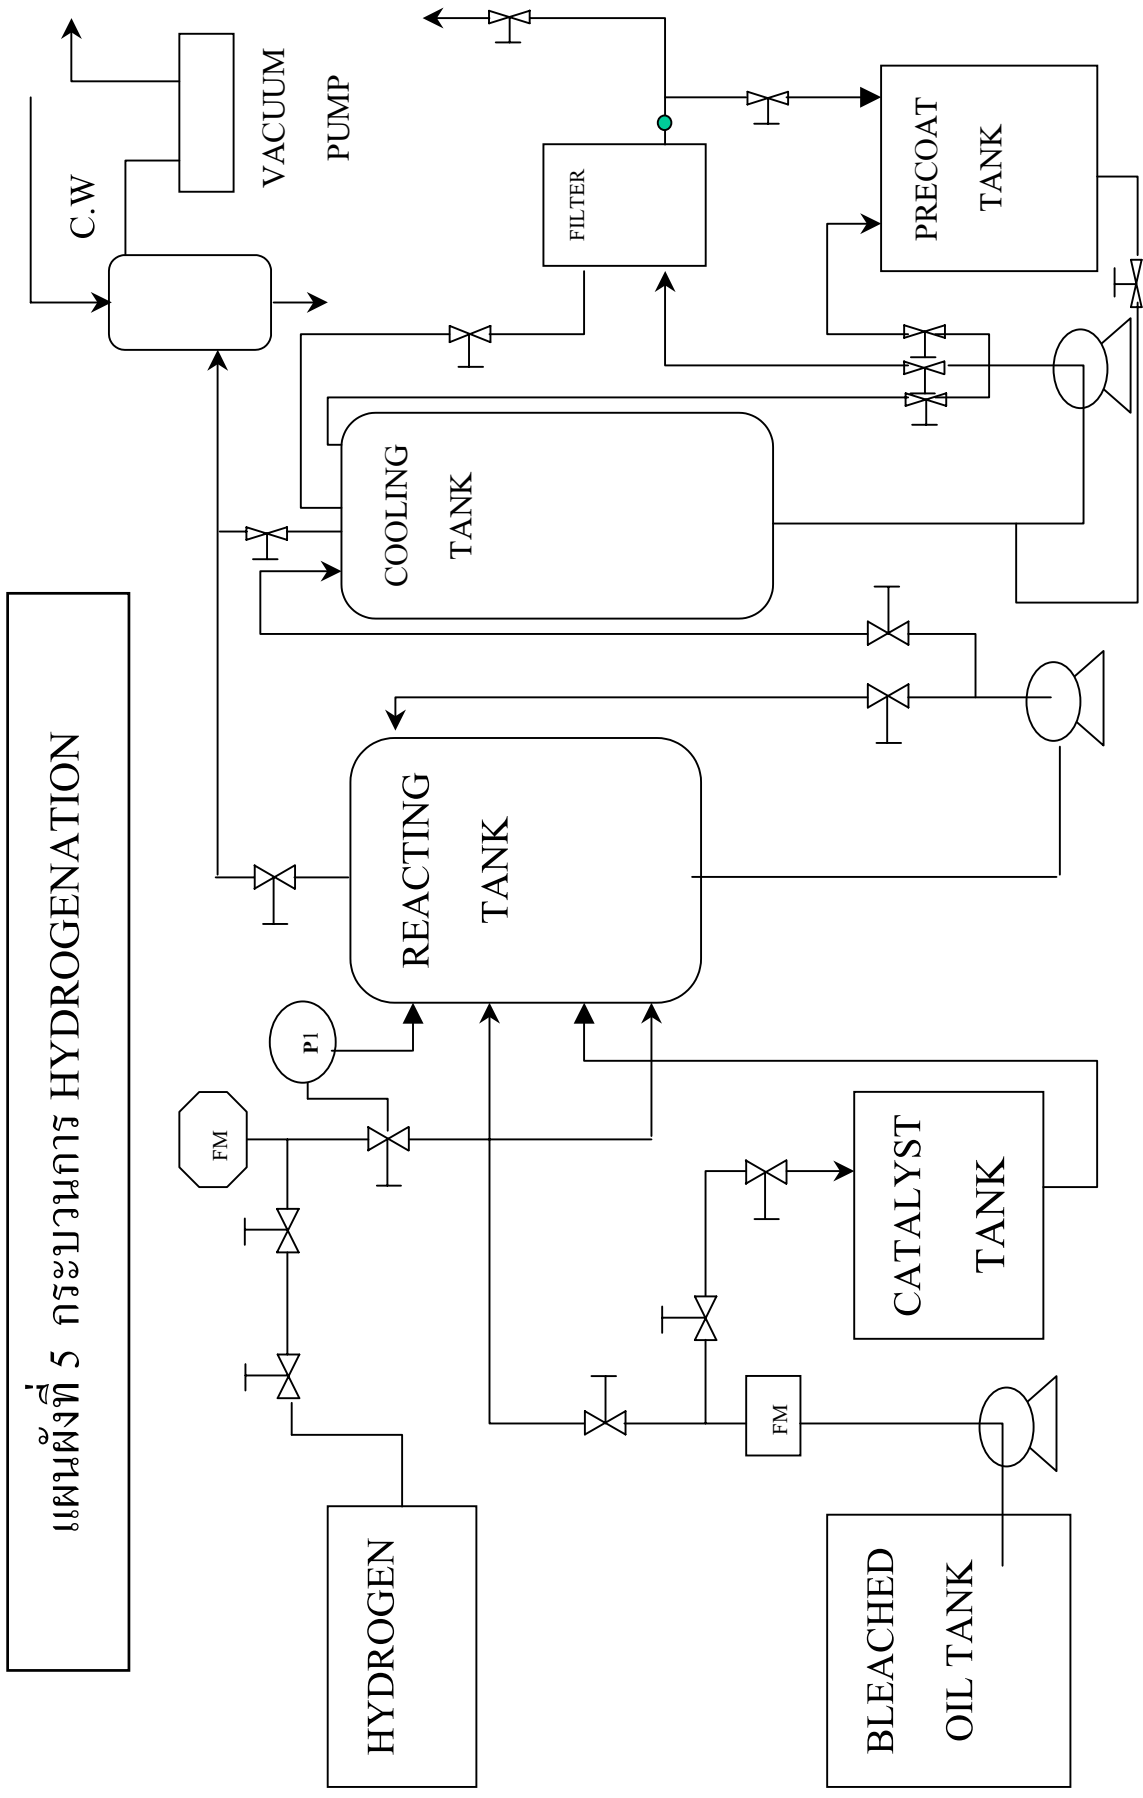 แผนผังที่ 5 กระบวนการ HYDROGENATION
C.W
VACUUM
PUMP
FM
P1
HYDROGEN
REACTING
TANK
COOLING
TANK
FILTER
PRECOAT
TANK
FM
CATALYST
TANK
BLEACHED
OIL TANK